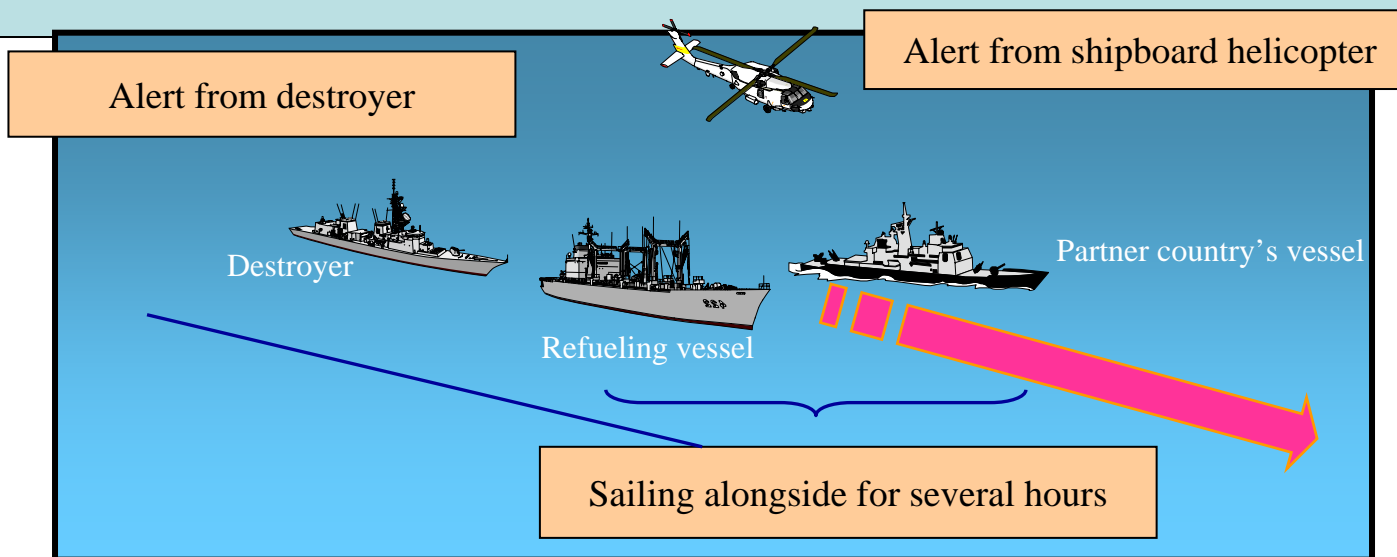 Alert from destroyer
Alert from shipboard helicopter
Destroyer
Partner country’s vessel
Refueling vessel
Sailing alongside for several hours